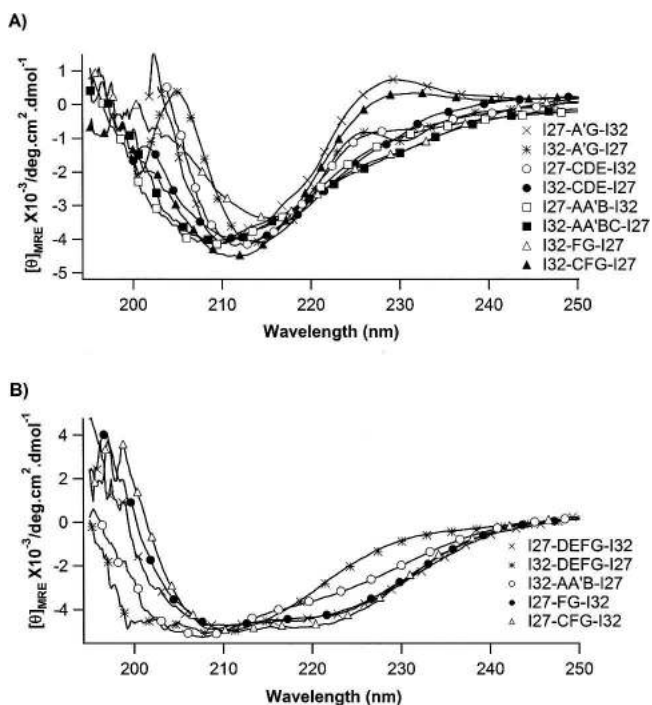 A)
1
0
-1
-2
-3
-4
-5
[θ]MRE X10-3/deg.cm2.dmol-1
I27-A'G-I32
I32-A'G-I27
I27-CDE-I32
I32-CDE-I27
I27-AA'B-I32
I32-AA'BC-I27
I32-FG-I27
I32-CFG-I27
200 210 220 230 240 250
Wavelength (nm)
B)
4
2
0
-2
-4
[θ]MRE X10-3/deg.cm2.dmol-1
I27-DEFG-I32
I32-DEFG-I27
I32-AA'B-I27
I27-FG-I32
I27-CFG-I32
200 210 220 230 240 250
Wavelength (nm)